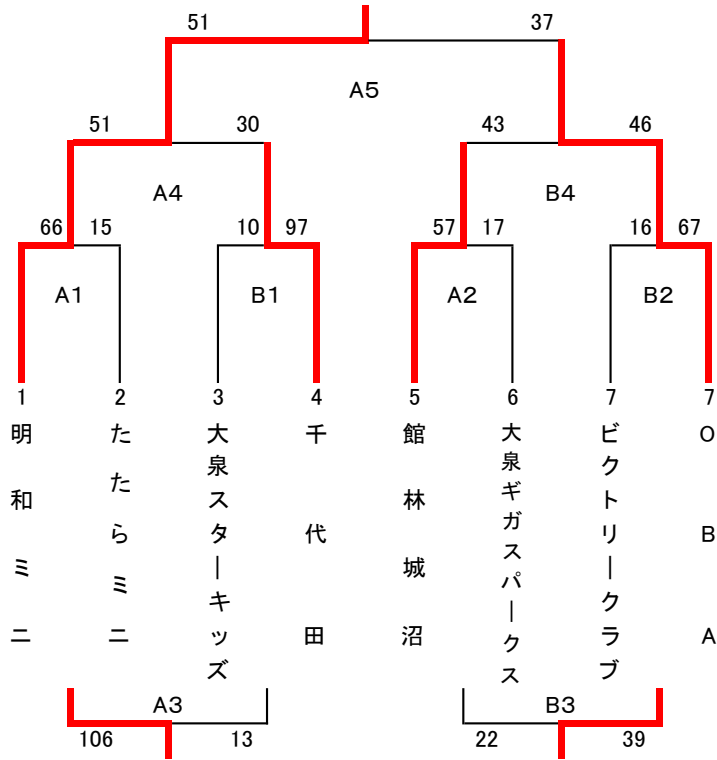 51 37
A5
51 30 43 46
A4 B4
66 15 10 97 57 17 16 67
A1 B1 A2 B2
1 2 3 4 5 6 7 7
明和ミニ
たたらミニ
大泉スターキッズ
千代田
館林城沼
大泉ギガスパークス
ビクトリークラブ
OBA
A3 B3
106 13 22 39